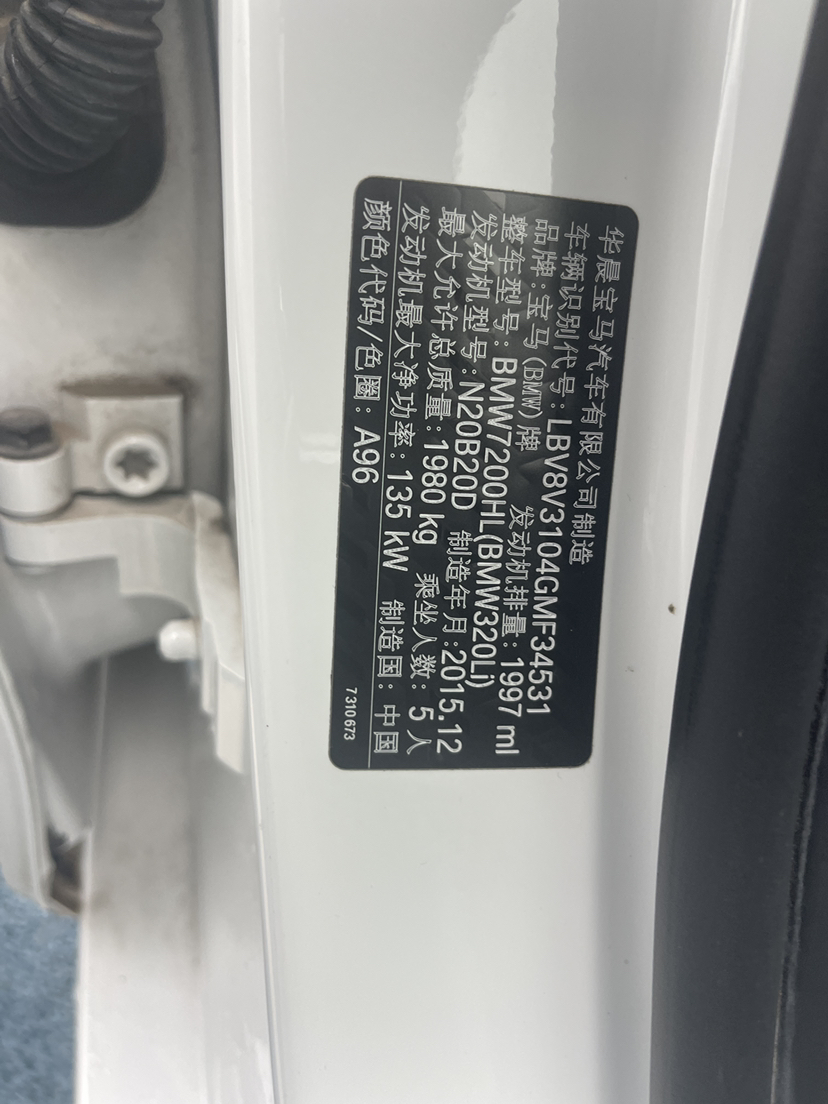 华晨宝马汽车有限公司制造
车辆识别代号:LBV8V3104GMF34531
品牌:宝马(BMW)牌 发动机排量:1997 ml
整车型号:BMW7200HL(BMW320Li)
发动机型号:N20B20D 制造年月:2015.12
最大允许总质量:1980 kg 乘坐人数:5人
发动机最大净功率:135 kW 制造国:中国
颜色代码/色圈:A96 7 310 673